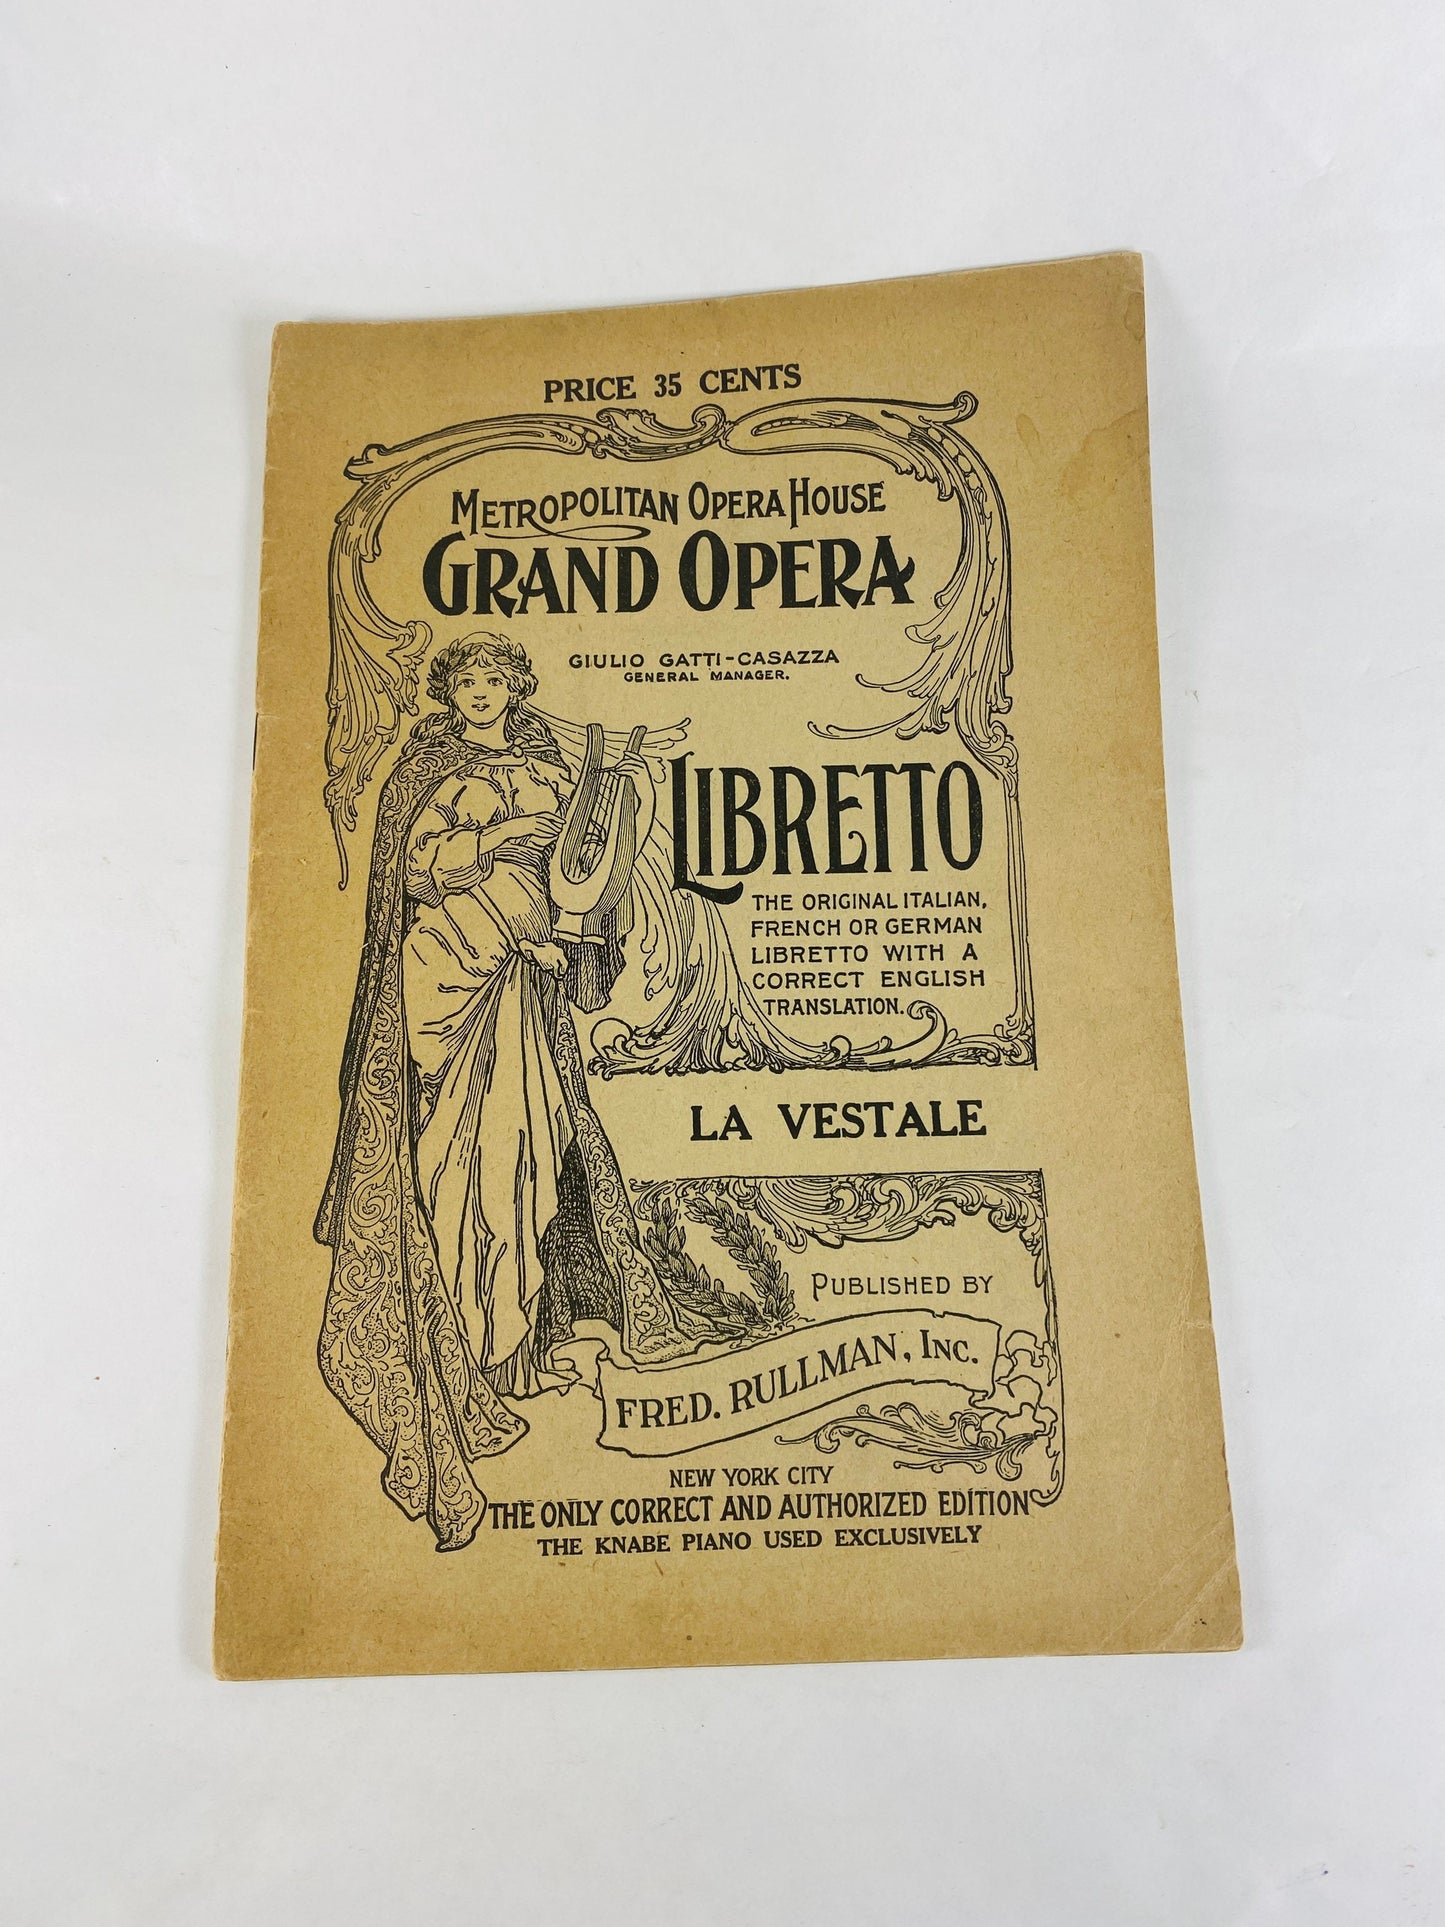 PRICE 35 CENTS
METROPOLITAN OPERA HOUSE
GRAND OPERA
GIULIO GATTI-CASAZZA
GENERAL MANAGER.
LIBRETTO
THE ORIGINAL ITALIAN,
FRENCH OR GERMAN
LIBRETTO WITH A
CORRECT ENGLISH
TRANSLATION.
LA VESTALE
PUBLISHED BY
FRED. RULLMAN, INC.
NEW YORK CITY
THE ONLY CORRECT AND AUTHORIZED EDITION
THE KNABE PIANO USED EXCLUSIVELY